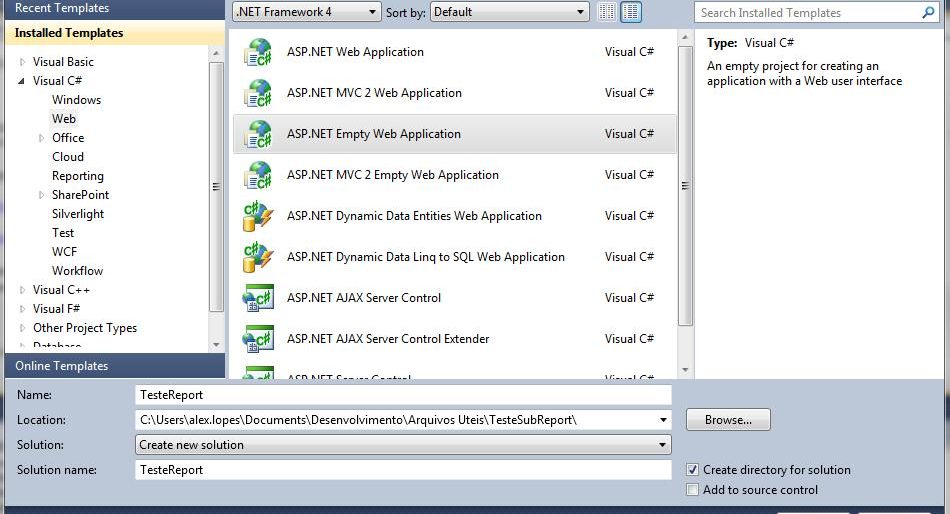 Recent Templates
.NET Framework 4
Sort by: Default
Search Installed Templates
Installed Templates
Visual Basic
Visual C#
Windows
Web
Office
Cloud
Reporting
SharePoint
Silverlight
Test
WCF
Workflow
Visual C++
Visual F#
Other Project Types
Database
Online Templates
ASP.NET Web Application Visual C#
ASP.NET MVC 2 Web Application Visual C#
ASP.NET Empty Web Application Visual C#
ASP.NET MVC 2 Empty Web Application Visual C#
ASP.NET Dynamic Data Entities Web Application Visual C#
ASP.NET Dynamic Data Linq to SQL Web Application Visual C#
ASP.NET AJAX Server Control Visual C#
ASP.NET AJAX Server Control Extender Visual C#
ASP.NET Server Control Visual C#
Type: Visual C#
An empty project for creating an
application with a Web user interface
Name: TesteReport
Location: C:\Users\alex.lopes\Documents\Desenvolvimento\Arquivos Uteis\TesteSubReport\
Browse...
Solution: Create new solution
Solution name: TesteReport
Create directory for solution
Add to source control